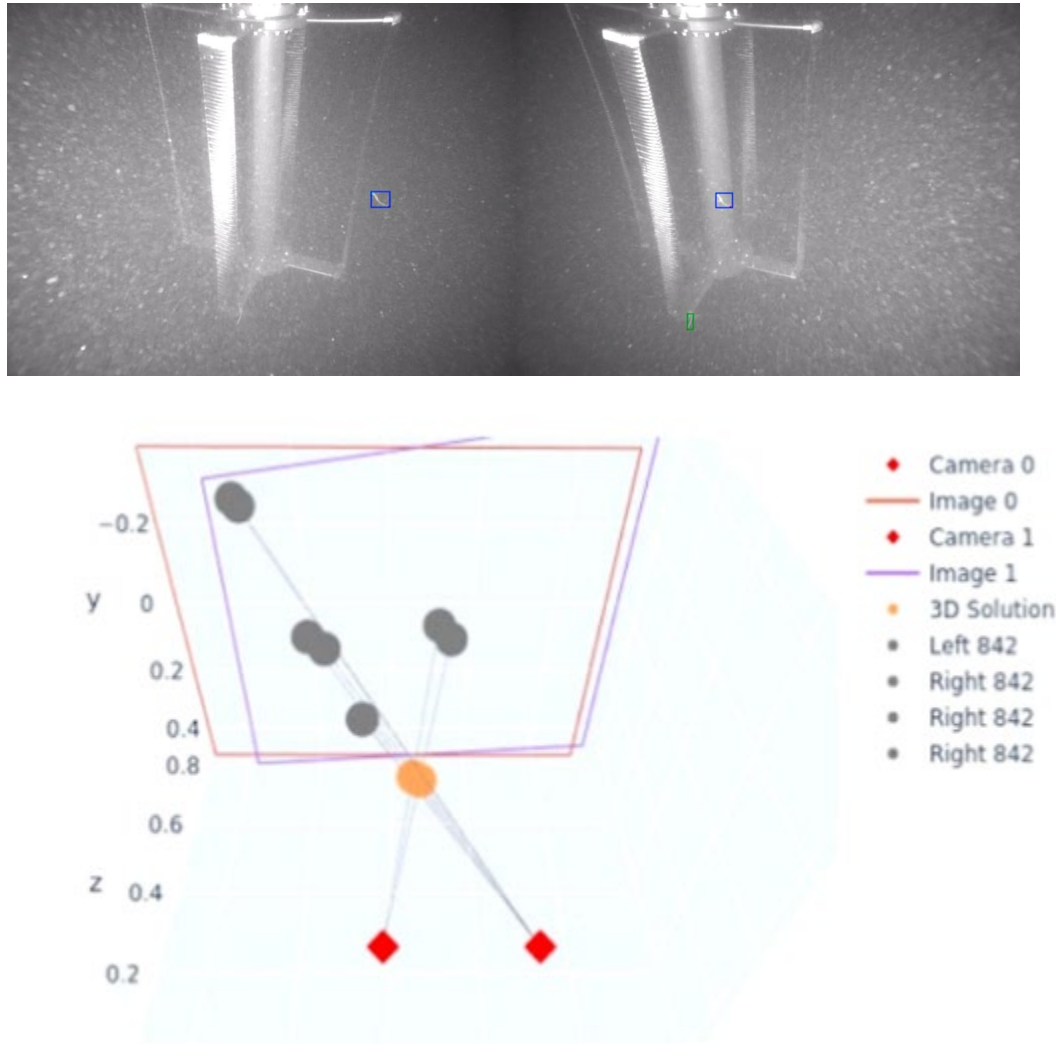 Camera 0
Image 0
−0.2
Camera 1
Image 1
y
0
3D Solution
Left 842
0.2
Right 842
0.4
Right 842
0.8
Right 842
0.6
z
0.4
0.2